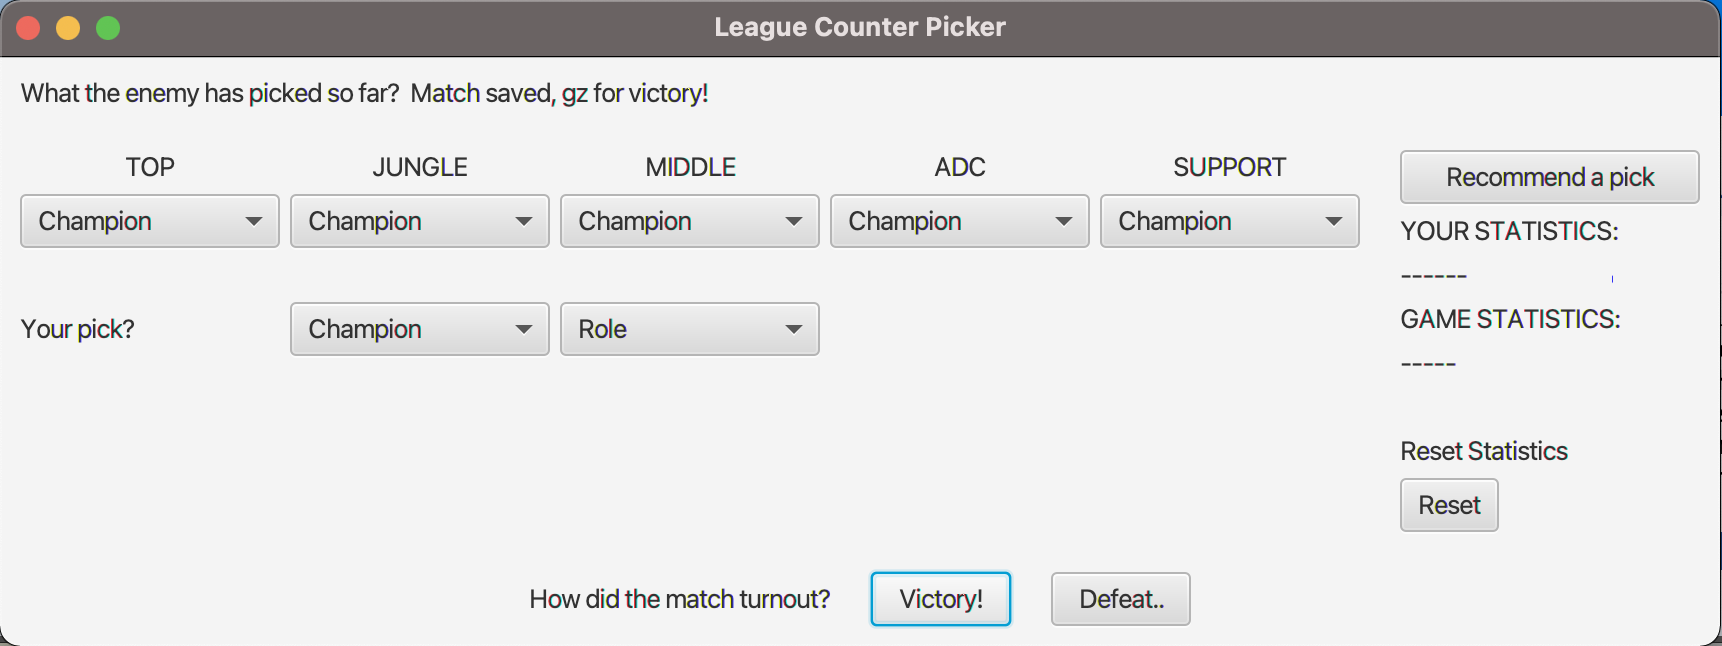 League Counter Picker
What the enemy has picked so far? Match saved, gz for victory!
TOP JUNGLE MIDDLE ADC SUPPORT
Champion Champion Champion Champion Champion
Recommend a pick
YOUR STATISTICS:
------
GAME STATISTICS:
-----
Your pick? Champion Role
Reset Statistics
Reset
How did the match turnout? Victory! Defeat..